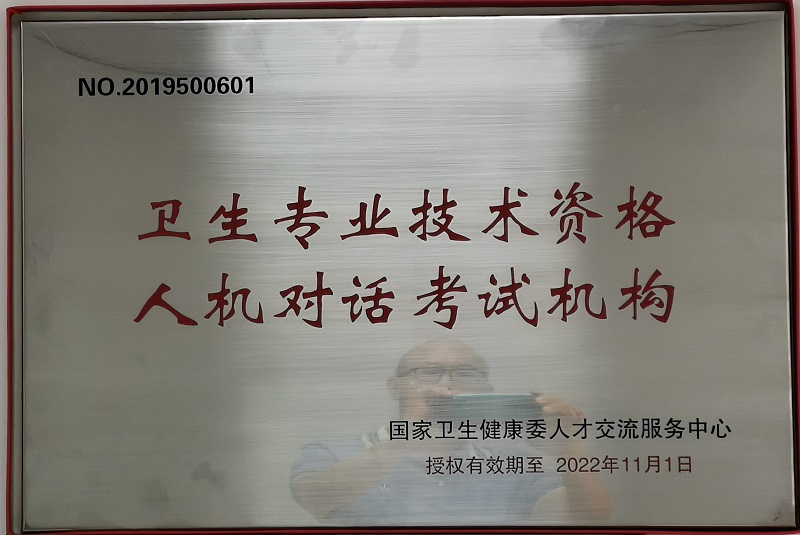 NO.2019500601
卫生专业技术资格
人机对话考试机构
国家卫生健康委人才交流服务中心
授权有效期至 2022年11月1日